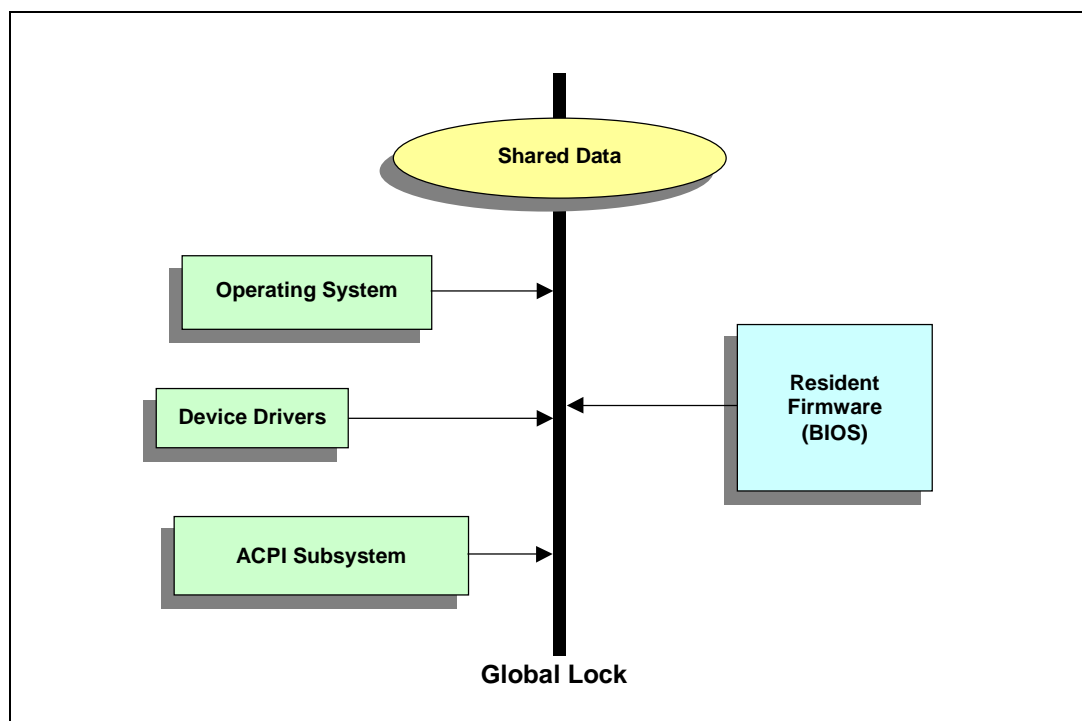 Shared Data
Operating System
Device Drivers
Resident
Firmware
(BIOS)
ACPI Subsystem
Global Lock